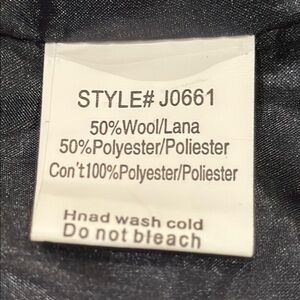 STYLE# J0661
50%Wool/Lana
50%Polyester/Poliester
Con't100%Polyester/Poliester
Hnad wash cold
Do not bleach